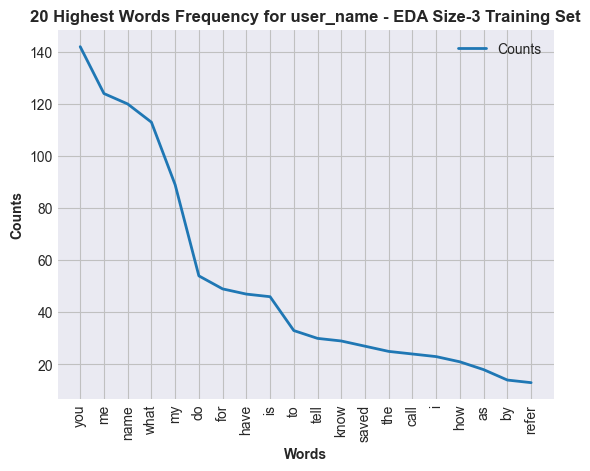 20 Highest Words Frequency for user_name - EDA Size-3 Training Set
Counts
140
120
100
80
60
40
20
Counts
you
me
name
what
my
do
for
have
is
to
tell
know
saved
the
call
i
how
as
by
refer
Words